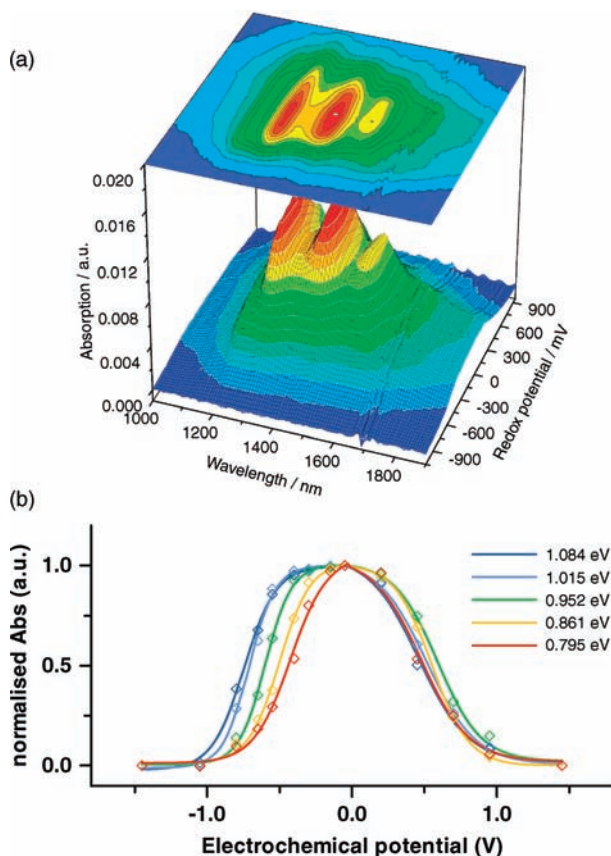 (a)
0.020
0.016
0.012
0.008
0.004
0.000
Absorption / a.u.
1000
1200
1400
1600
1800
Wavelength / nm
900
600
300
0
-300
-600
-900
Redox potential / mV
(b)
1.0
0.5
0.0
normalised Abs (a.u.)
1.084 eV
1.015 eV
0.952 eV
0.861 eV
0.795 eV
-1.0
0.0
1.0
Electrochemical potential (V)